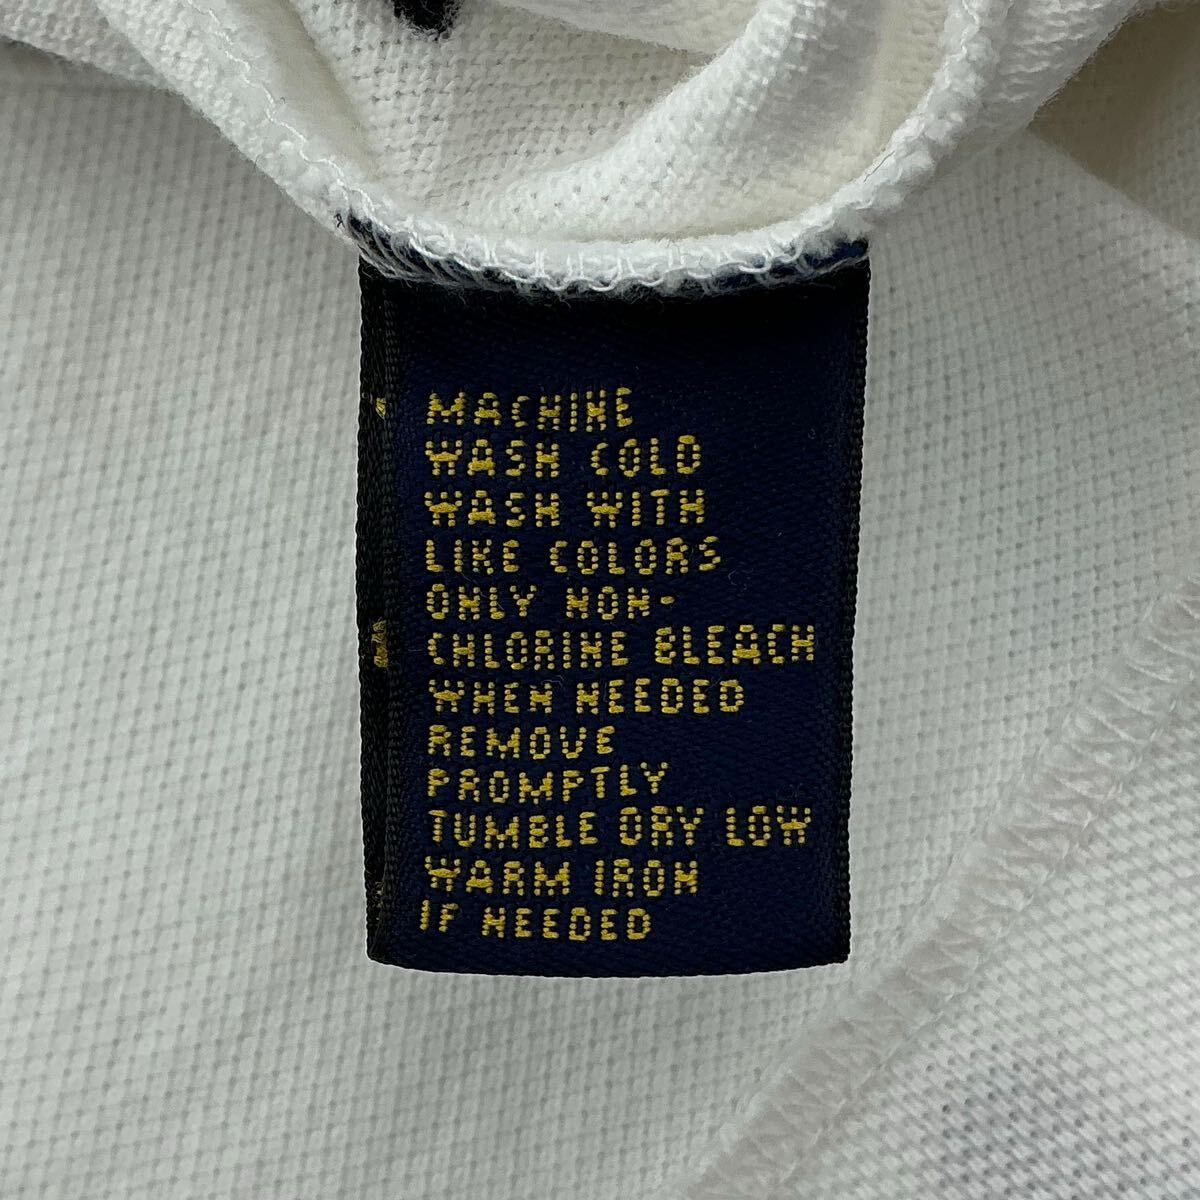 MACHINE
WASH COLD
WASH WITH
LIKE COLORS
ONLY NON-
CHLORINE BLEACH
WHEN NEEDED
REMOVE
PROMPTLY
TUMBLE DRY LOW
WARM IRON
IF NEEDED